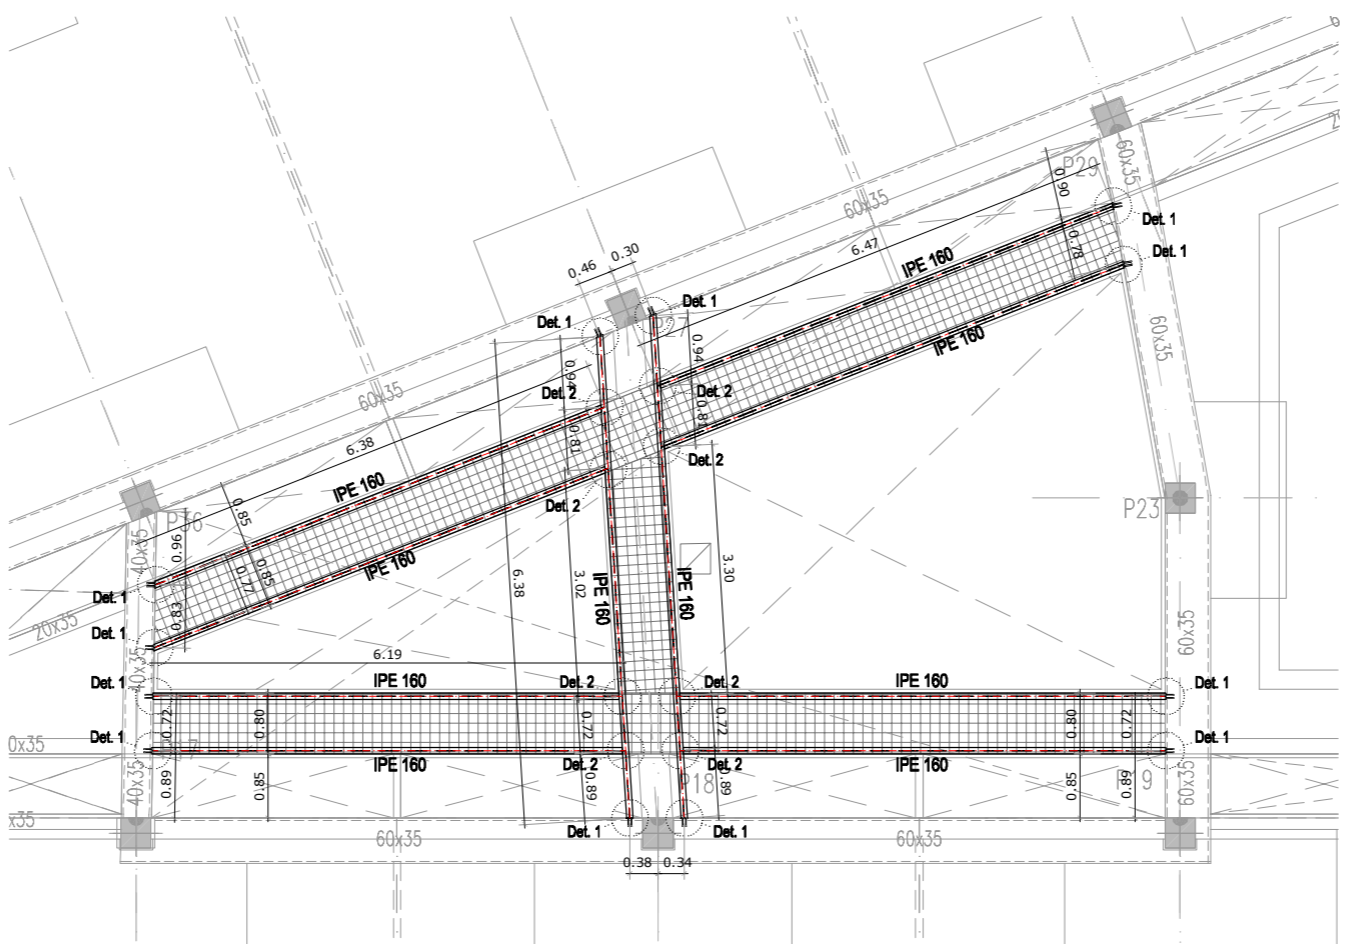 6
60x35
2
P29
0.90
60x35
0.30
0.46
6.47
Det. 1
0.78
Det. 1
IPE 160
Det. 1
Det. 1
P27
60x35
IPE 160
0.94
0.94
60x35
Det. 2
Det. 2
0.81
6.38
0.81
Det. 2
IPE 160
Det. 2
0.85
P36
P23
40x35
0.96
0.85
0.77
IPE 160
3.30
6.38
3.02
IPE 160
IPE 160
Det. 1
0.83
20x35
Det. 1
60x35
6.19
40x35
Det. 1
IPE 160
Det. 2
Det. 2
IPE 160
Det. 1
0.72
0.80
0.72
0.72
0.80
0.72
Det. 1
Det. 1
0x35
IPE 160
Det. 2
Det. 2
IPE 160
40x35
0.89
0.85
0.89
P18
0.89
0.85
0.89
P19
60x35
x35
Det. 1
Det. 1
60x35
60x35
0.38
0.34